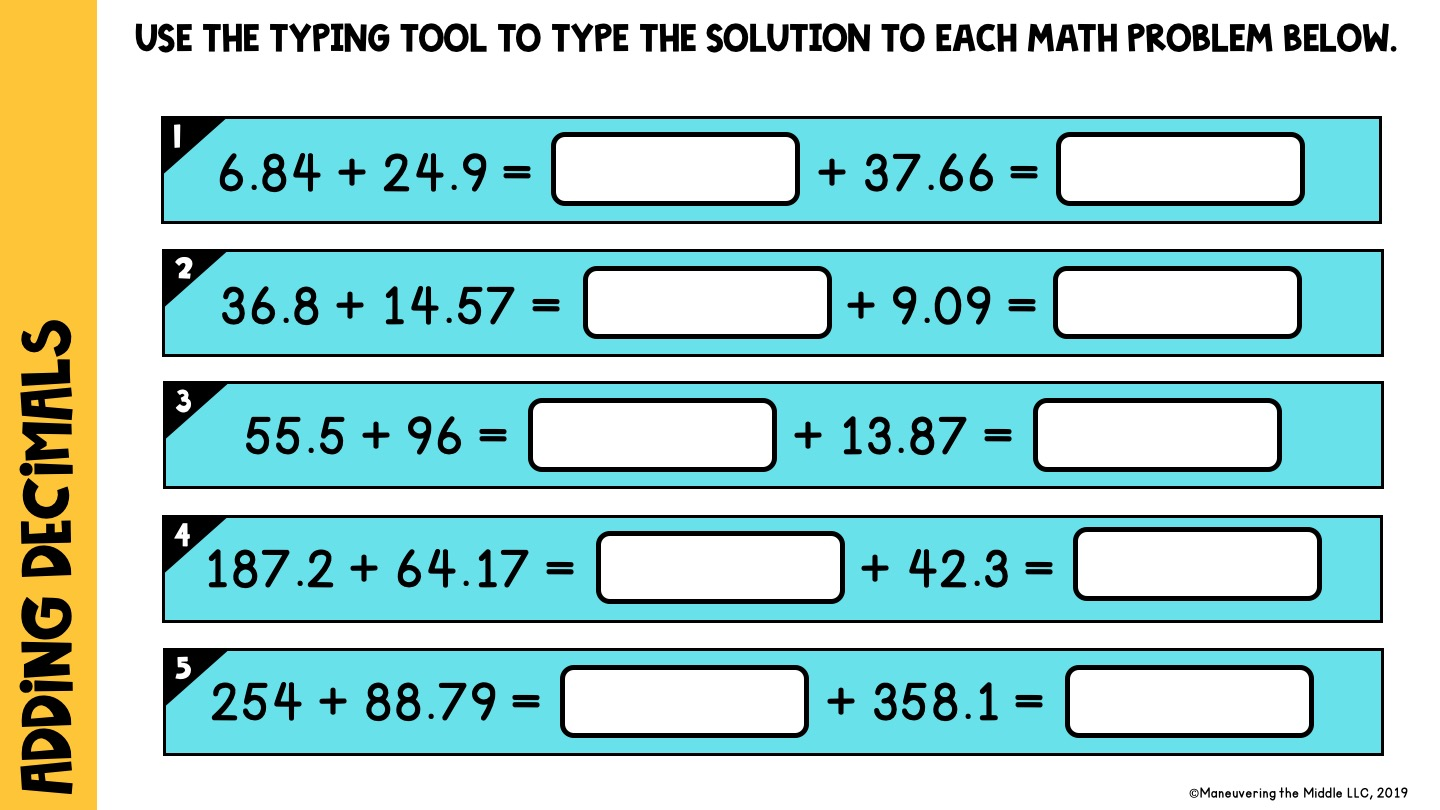 USE THE TYPING TOOL TO TYPE THE SOLUTION TO EACH MATH PROBLEM BELOW.
ADDiNG DECiMALS
1
6.84 + 24.9 = + 37.66 =
2
36.8 + 14.57 = + 9.09 =
3
55.5 + 96 = + 13.87 =
4
187.2 + 64.17 = + 42.3 =
5
254 + 88.79 = + 358.1 =
©Maneuvering the Middle LLC, 2019